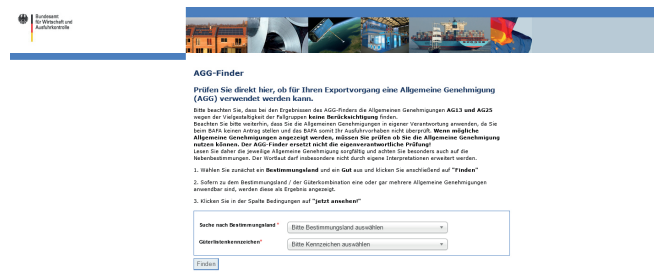 Bundesamt
für Wirtschaft und
Ausfuhrkontrolle
AGG-Finder
Prüfen Sie direkt hier, ob für Ihren Exportvorgang eine Allgemeine Genehmigung
(AGG) verwendet werden kann.
Bitte beachten Sie, dass bei den Ergebnissen des AGG-Finders die Allgemeinen Genehmigungen AG13 und AG25
wegen der Vielgestaltigkeit der Fallgruppen keine Berücksichtigung finden.
Beachten Sie bitte weiterhin, dass Sie die Allgemeinen Genehmigungen in eigener Verantwortung anwenden, da Sie
beim BAFA keinen Antrag stellen und das BAFA somit Ihr Ausfuhrvorhaben nicht überprüft. Wenn mögliche
Allgemeine Genehmigungen angezeigt werden, müssen Sie prüfen ob Sie die Allgemeine Genehmigung
nutzen können. Der AGG-Finder ersetzt nicht die eigenverantwortliche Prüfung!
Lesen Sie daher die jeweilige Allgemeine Genehmigung sorgfältig und achten Sie besonders auch auf die
Nebenbestimmungen. Der Wortlaut darf insbesondere nicht durch eigene Interpretationen erweitert werden.
1. Wählen Sie zunächst ein Bestimmungsland und ein Gut aus und klicken Sie anschließend auf "Finden"
2. Sofern zu dem Bestimmungsland / der Güterkombination eine oder gar mehrere Allgemeine Genehmigungen
anwendbar sind, werden diese als Ergebnis angezeigt.
3. Klicken Sie in der Spalte Bedingungen auf "jetzt ansehen!"
Suche nach Bestimmungsland * Bitte Bestimmungsland auswählen
Güterlistenkennzeichen* Bitte Kennzeichen auswählen
Finden